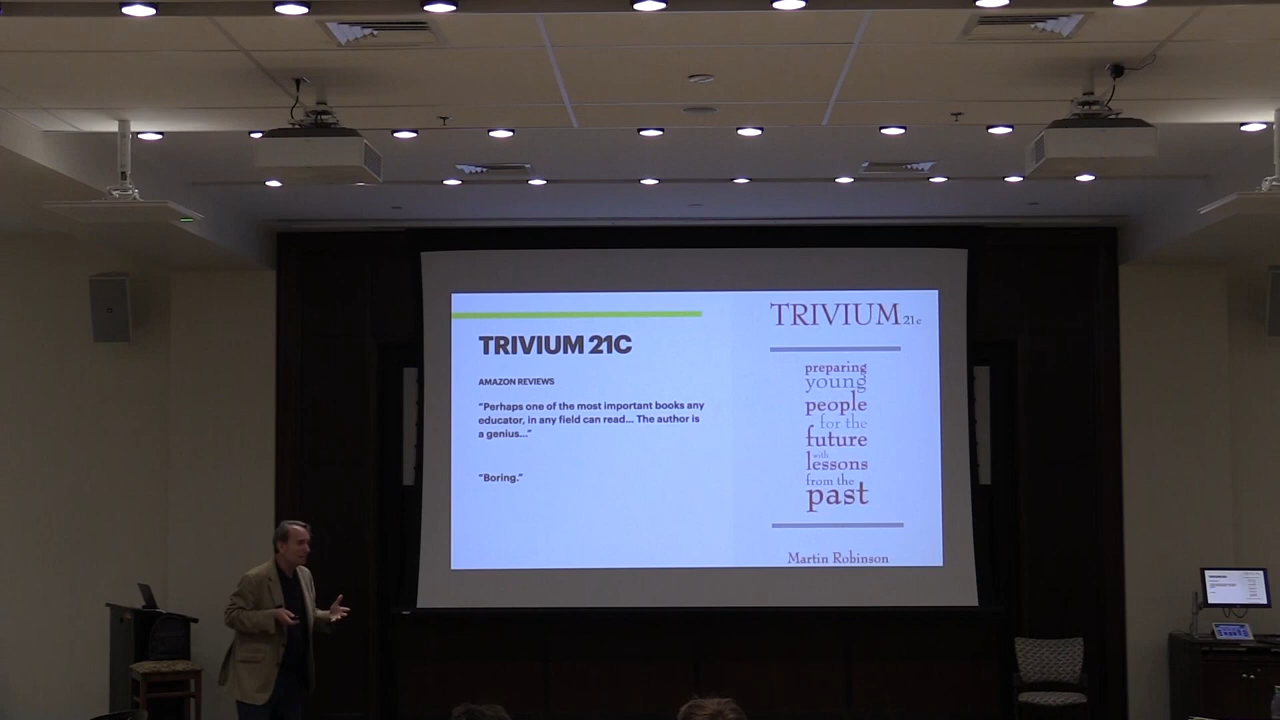 TRIVIUM 21C
AMAZON REVIEWS
“Perhaps one of the most important books any
educator, in any field can read... The author is
a genius...”
“Boring.”
TRIVIUM 21c
preparing
young
people
for the
future
with
lessons
from the
past
Martin Robinson